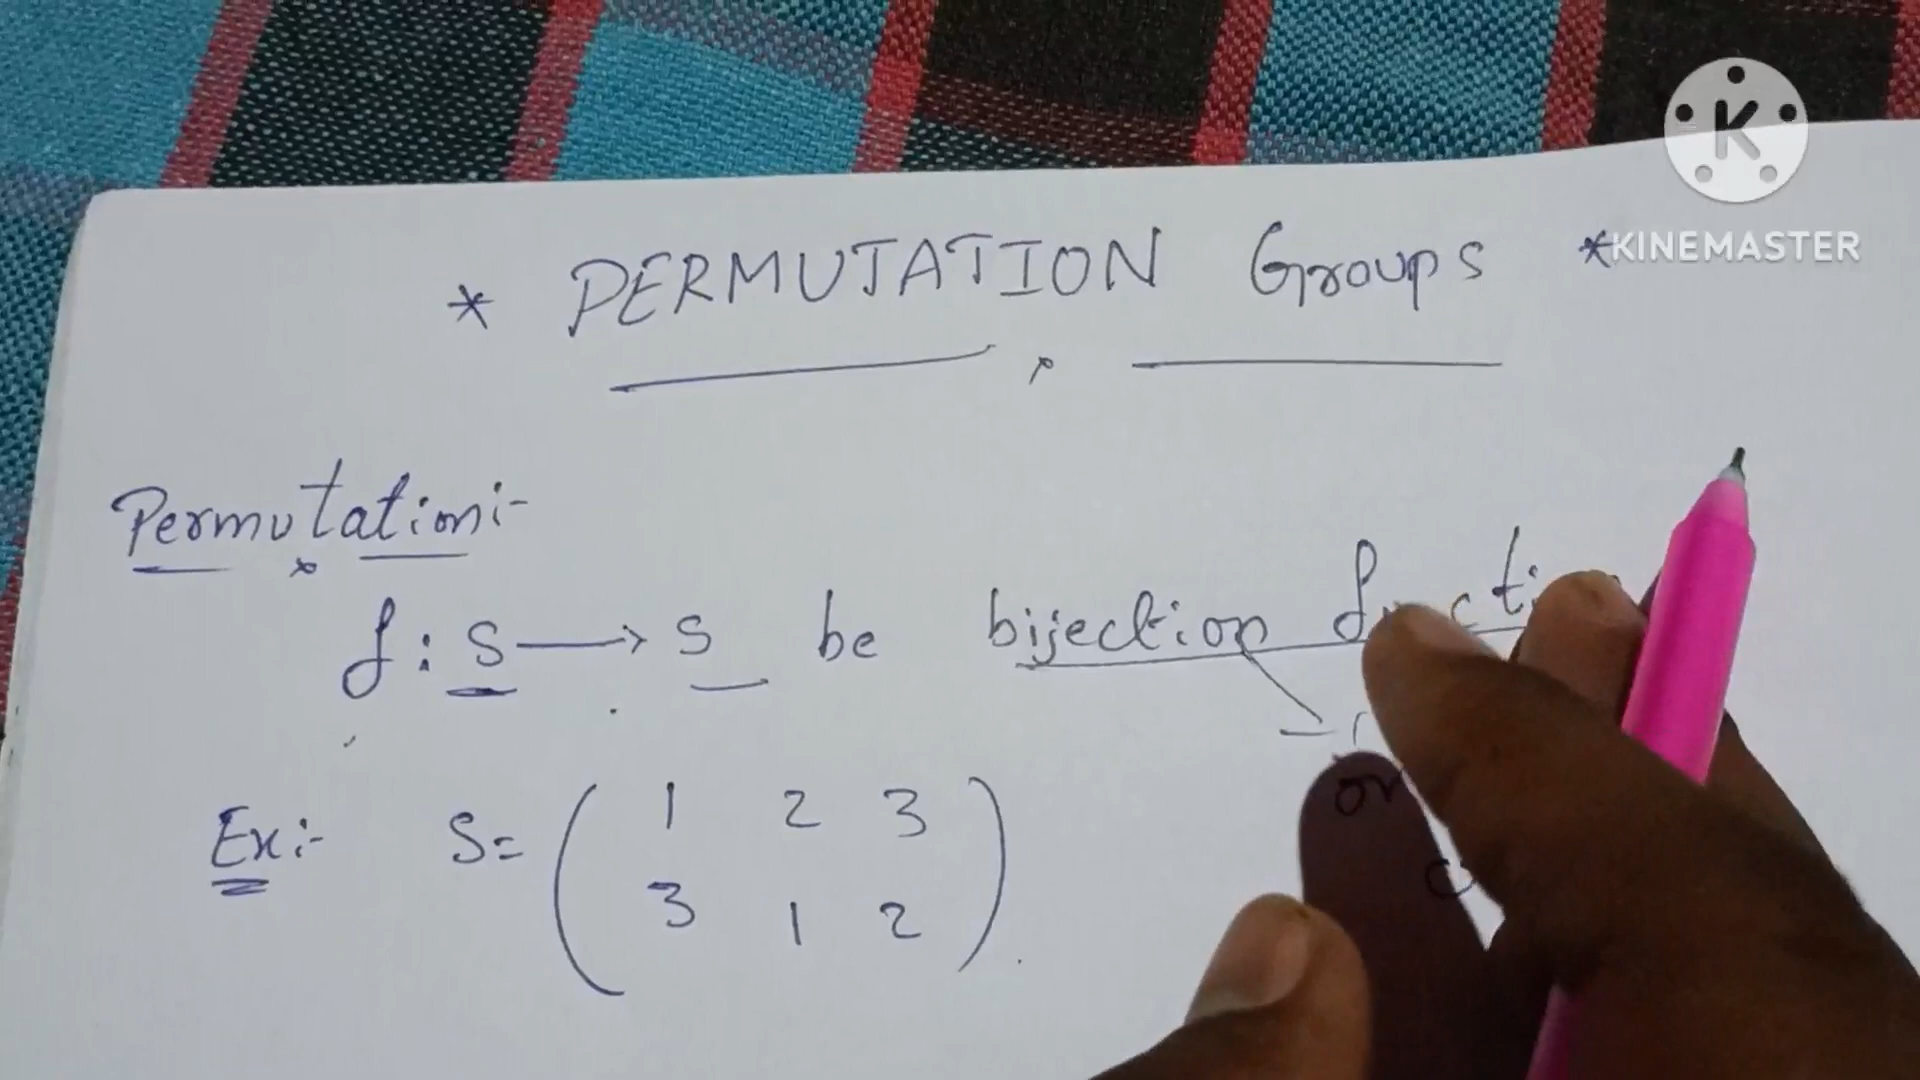 KINEMASTER
* PERMUTATION Groups *
Permutation:-
f : S → S be bijection
Ex:- S = ( 1 2 3
3 1 2 )